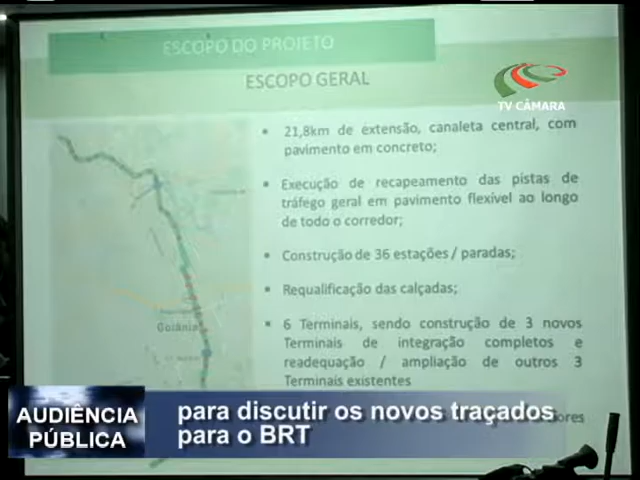 ESCOPO DO PROJETO
ESCOPO GERAL
TV CÂMARA
• 21,8km de extensão, canaleta central, com
pavimento em concreto;
• Execução de recapeamento das pistas de
tráfego geral em pavimento flexível ao longo
de todo o corredor;
• Construção de 36 estações / paradas;
• Requalificação das calçadas;
Goiânia
• 6 Terminais, sendo construção de 3 novos
Terminais de integração completos e
readequação / ampliação de outros 3
Terminais existentes
AUDIÊNCIA
PÚBLICA
para discutir os novos traçados
para o BRT